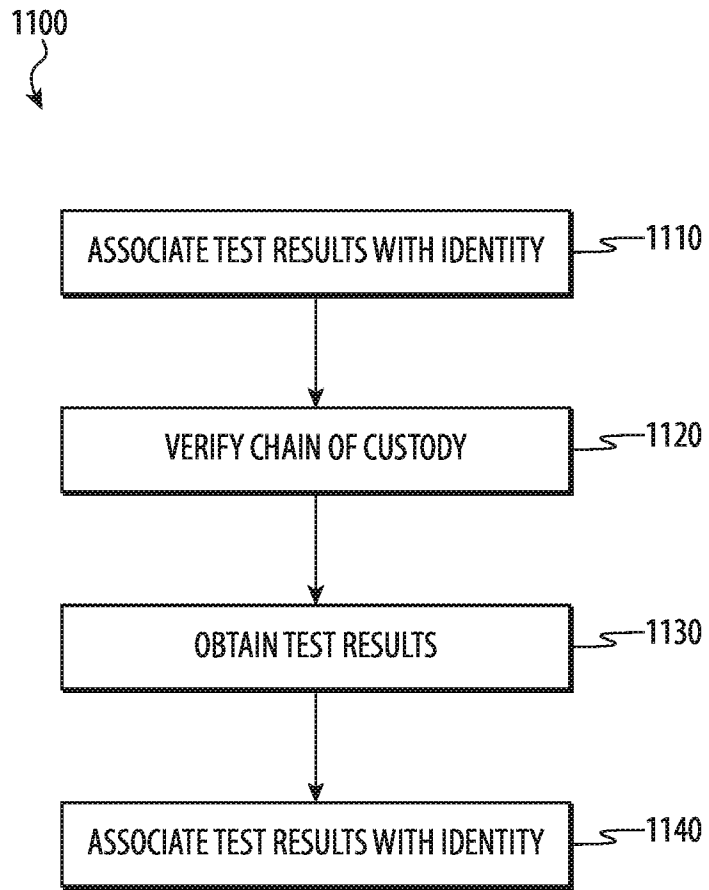 1100
ASSOCIATE TEST RESULTS WITH IDENTITY
1110
VERIFY CHAIN OF CUSTODY
1120
OBTAIN TEST RESULTS
1130
ASSOCIATE TEST RESULTS WITH IDENTITY
1140